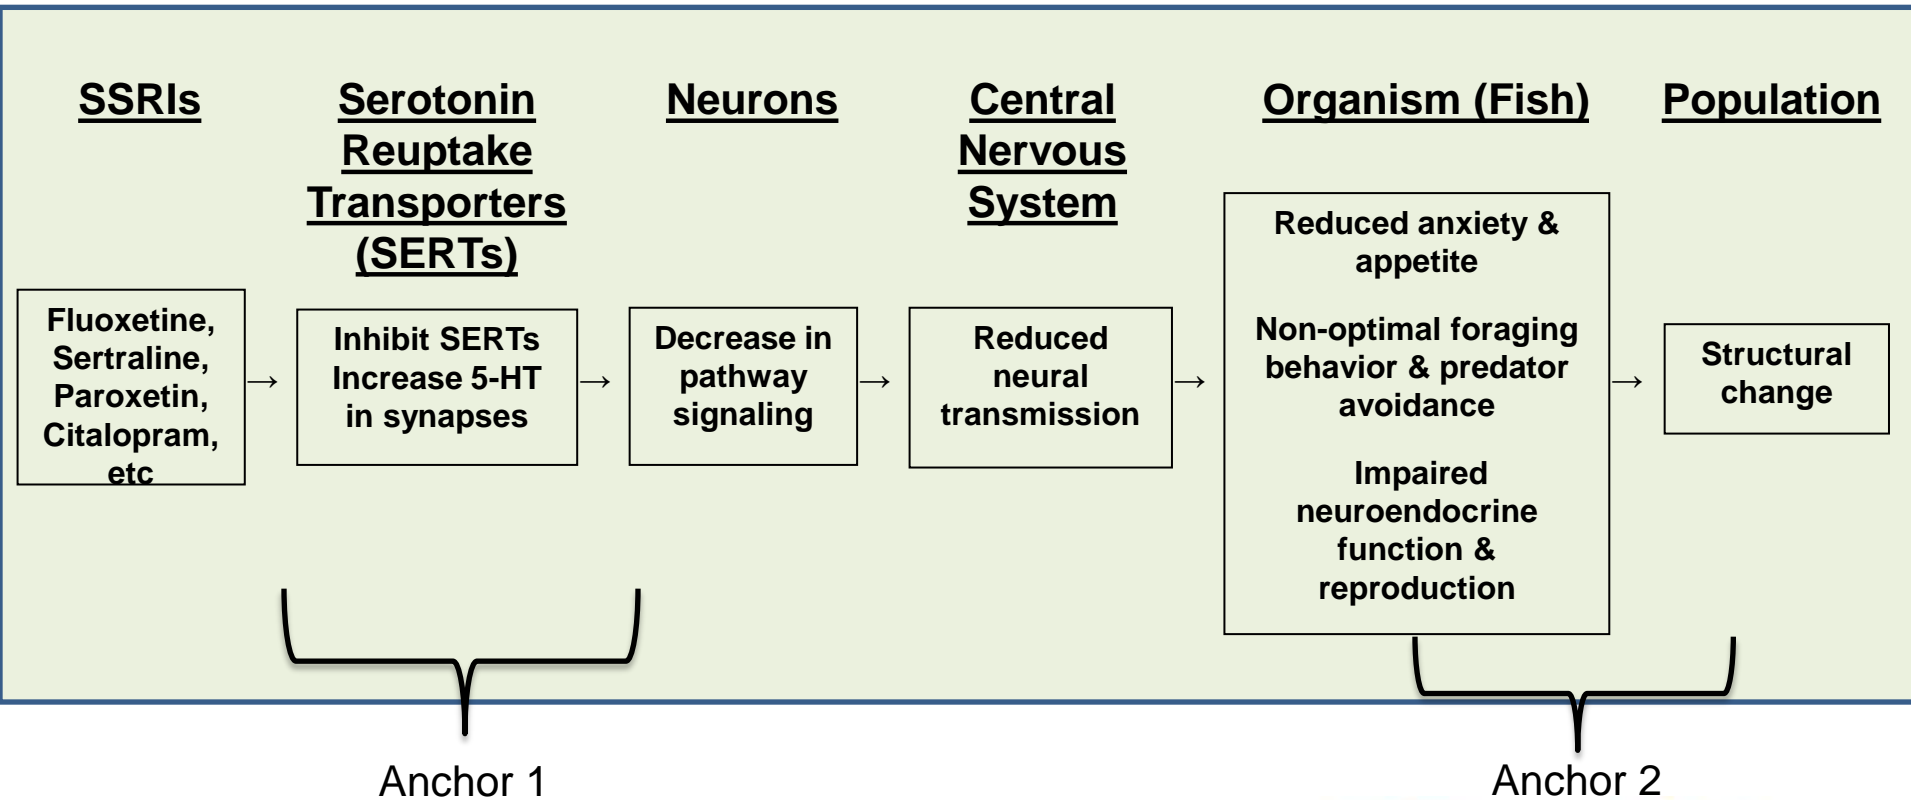 SSRIs
Serotonin
Reuptake
Transporters
(SERTs)
Neurons
Central
Nervous
System
Organism (Fish)
Population
Fluoxetine,
Sertraline,
Paroxetin,
Citalopram,
etc
→
Inhibit SERTs
Increase 5-HT
in synapses
→
Decrease in
pathway
signaling
→
Reduced
neural
transmission
→
Reduced anxiety &
appetite
Non-optimal foraging
behavior & predator
avoidance
Impaired
neuroendocrine
function &
reproduction
→
Structural
change
Anchor 1
Anchor 2